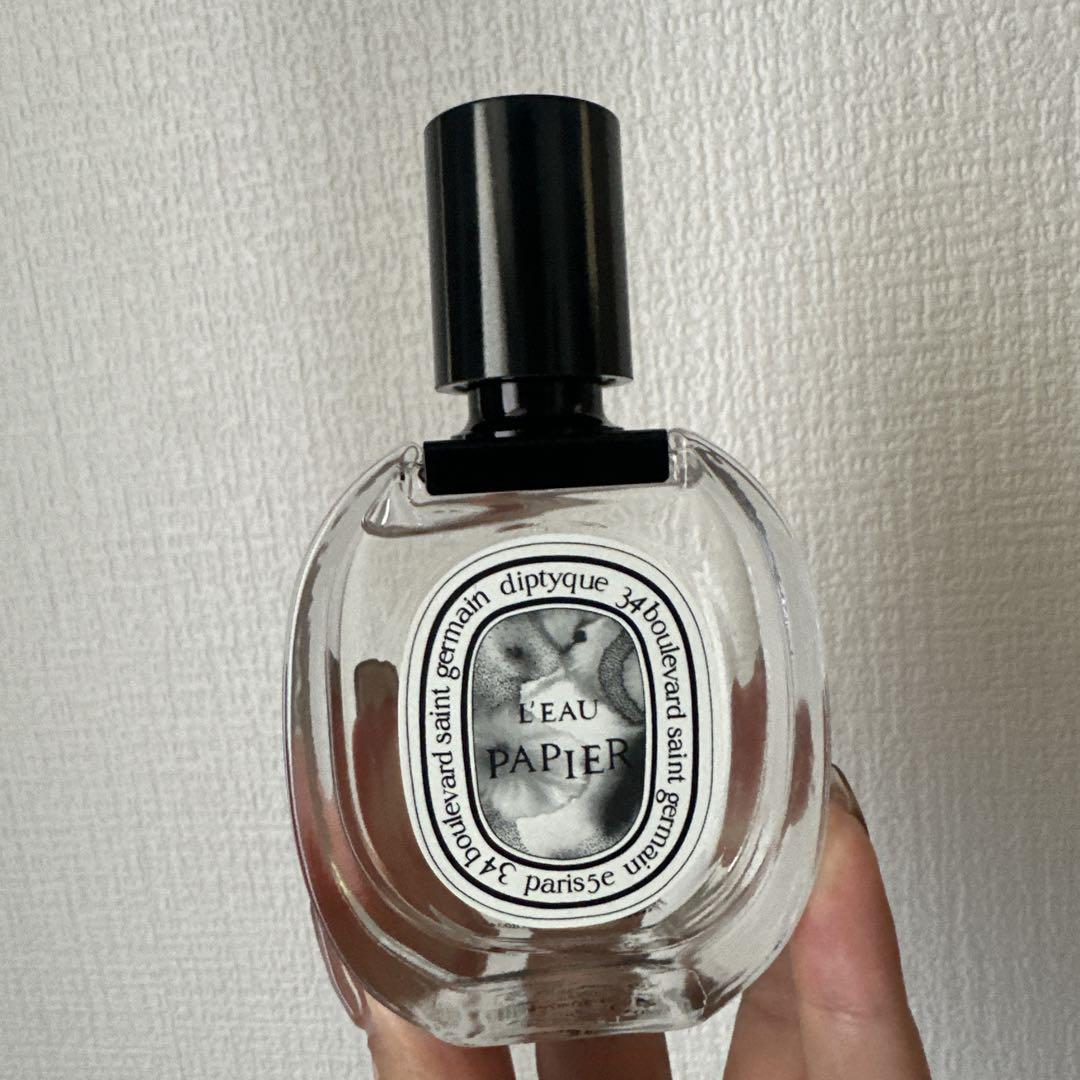 diptyque 34 boulevard saint germain paris5e 34 boulevard saint germain
L'EAU
PAPIER